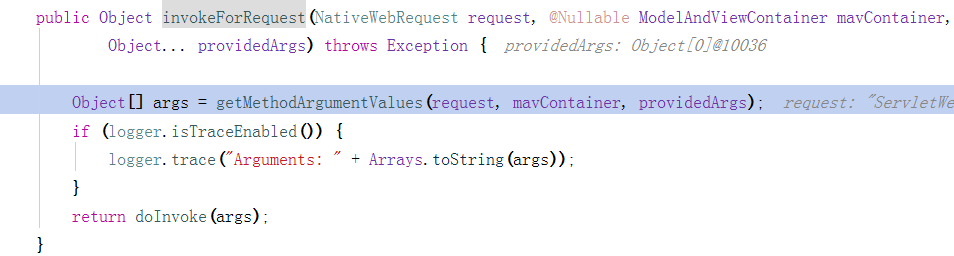 public Object invokeForRequest(NativeWebRequest request, @Nullable ModelAndViewContainer mavContainer,
Object... providedArgs) throws Exception { providedArgs: Object[0]@10036
Object[] args = getMethodArgumentValues(request, mavContainer, providedArgs); request: "ServletWe
if (logger.isTraceEnabled()) {
logger.trace("Arguments: " + Arrays.toString(args));
}
return doInvoke(args);
}